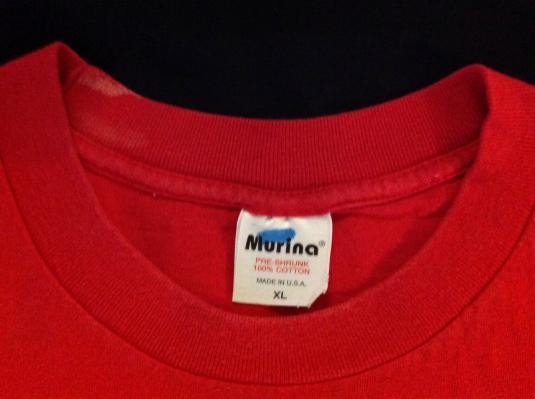 Murina®
PRE-SHRUNK
100% COTTON
MADE IN U.S.A.
XL